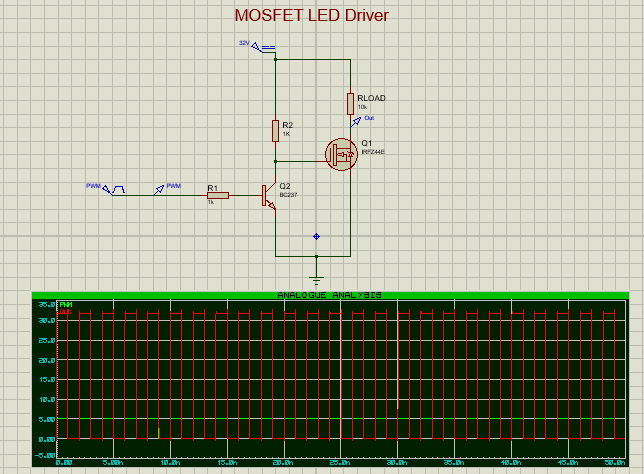 MOSFET LED Driver
32V
RLOAD
10k
Out
R2
1K
Q1
IRFZ44E
PWM
PWM
R1
1k
Q2
BC237
ANALOGUE ANALYSIS
35.0
PWM
30.0
25.0
20.0
15.0
10.0
5.00
0.00
-5.00
0.00 5.00m 10.0m 15.0m 20.0m 25.0m 30.0m 35.0m 40.0m 45.0m 50.0m